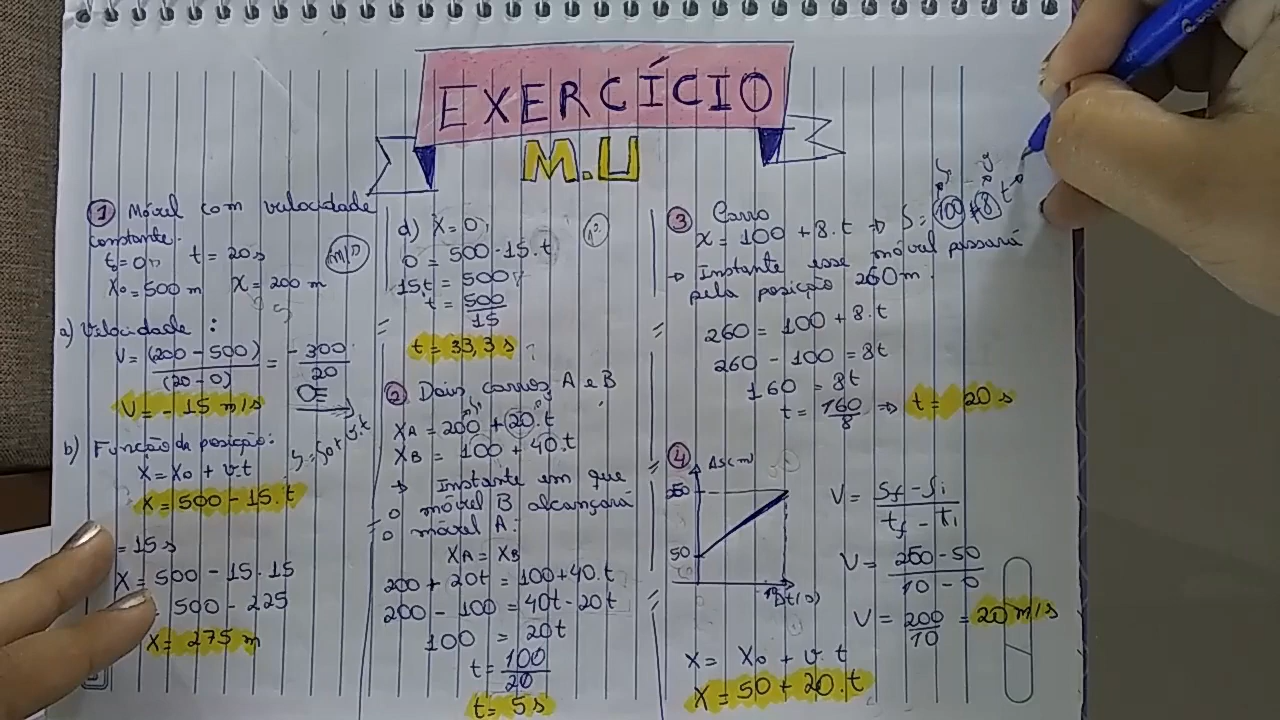 EXERCÍCIO
M.U
1 Móvel com velocidade
constante.
t₀=0 t = 20s
m/s
X₀ = 500 m X = 200 m
a) Velocidade :
V = (200 - 500) = - 300
(20 - 0) 20
V = - 15 m/s
b) Função da posição:
X = X₀ + v.t
X = 500 - 15.t
= 15 s
X = 500 - 15.15
500 - 225
X = 275 m
d) X = 0
0 = 500 - 15.t
15.t = 500
t = 500
15
t = 33,3 s
2 Dois carros A e B
XA = 200 + 20.t
XB = 100 + 40.t
→ Instante em que
o móvel B alcançará
o móvel A:
XA = XB
200 + 20t = 100+40.t
200 - 100 = 40t - 20t
100 = 20t
t = 100
20
t = 5s
3 Carro
X = 100 + 8.t ⇒ S = 100 + 8 t
→ Instante esse móvel passará
pela posição 260 m.
260 = 100 + 8.t
260 - 100 = 8t
160 = 8t
t = 160 ⇒ t = 20 s
8
4
Δs(m)
250
50
Δt(s)
V = Sf - Si
tf - ti
V = 250 - 50
10 - 0
V = 200 = 20 m/s
10
X = X₀ + v.t
X = 50 + 20.t